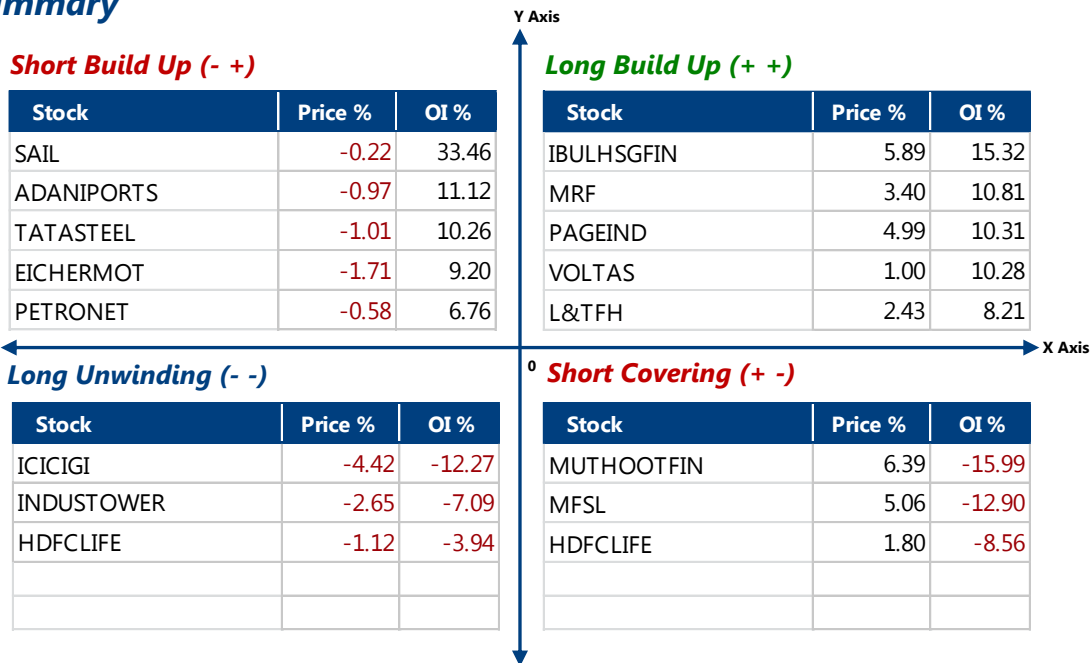 Y Axis
Short Build Up (- +)
Stock Price % OI %
SAIL -0.22 33.46
ADANIPORTS -0.97 11.12
TATASTEEL -1.01 10.26
EICHERMOT -1.71 9.20
PETRONET -0.58 6.76
Long Build Up (+ +)
Stock Price % OI %
IBULHSGFIN 5.89 15.32
MRF 3.40 10.81
PAGEIND 4.99 10.31
VOLTAS 1.00 10.28
L&TFH 2.43 8.21
X Axis
0
Long Unwinding (- -)
Stock Price % OI %
ICICIGI -4.42 -12.27
INDUSTOWER -2.65 -7.09
HDFCLIFE -1.12 -3.94
Short Covering (+ -)
Stock Price % OI %
MUTHOOTFIN 6.39 -15.99
MFSL 5.06 -12.90
HDFCLIFE 1.80 -8.56